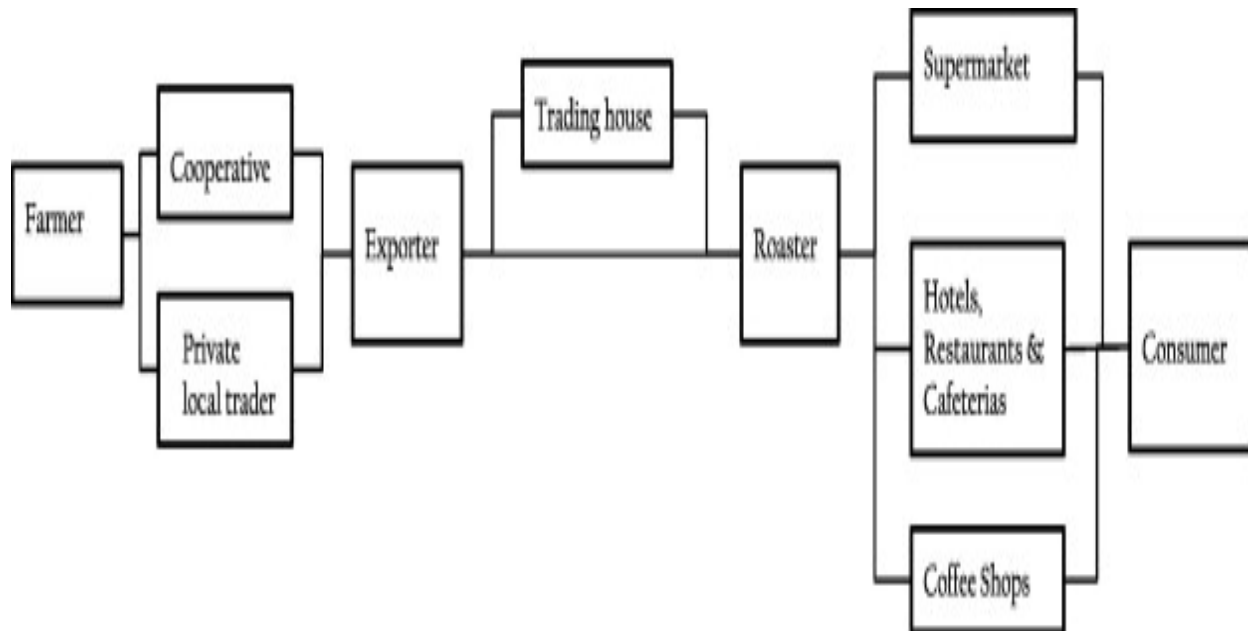 Farmer
Cooperative
Private
local trader
Exporter
Trading house
Roaster
Supermarket
Hotels,
Restaurants &
Cafeterias
Coffee Shops
Consumer